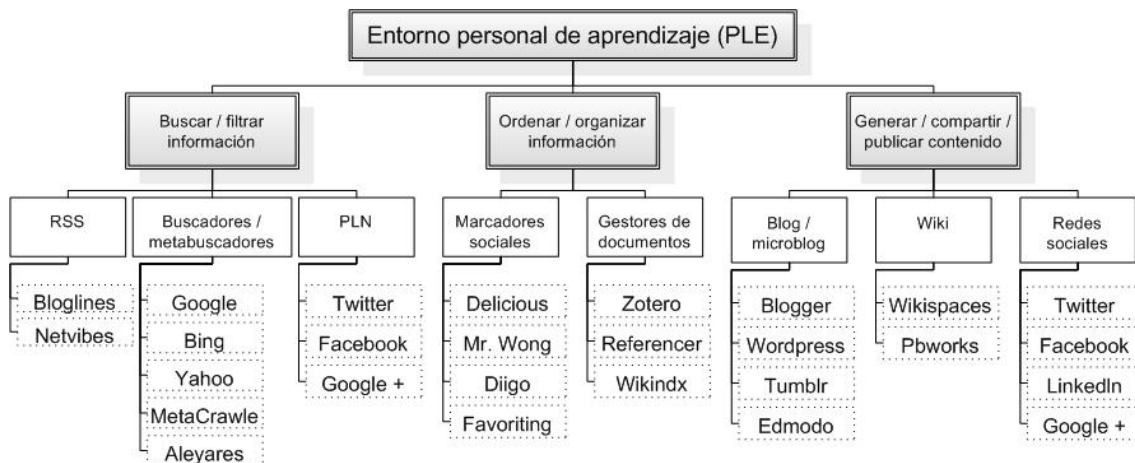 Entorno personal de aprendizaje (PLE)
Buscar / filtrar
información
Ordenar / organizar
información
Generar / compartir /
publicar contenido
RSS
Buscadores /
metabuscadores
PLN
Marcadores
sociales
Gestores de
documentos
Blog /
microblog
Wiki
Redes
sociales
Bloglines
Netvibes
Google
Bing
Yahoo
MetaCrawle
Aleyares
Twitter
Facebook
Google +
Delicious
Mr. Wong
Diigo
Favoriting
Zotero
Referencer
Wikindx
Blogger
Wordpress
Tumblr
Edmodo
Wikispaces
Pbworks
Twitter
Facebook
LinkedIn
Google +